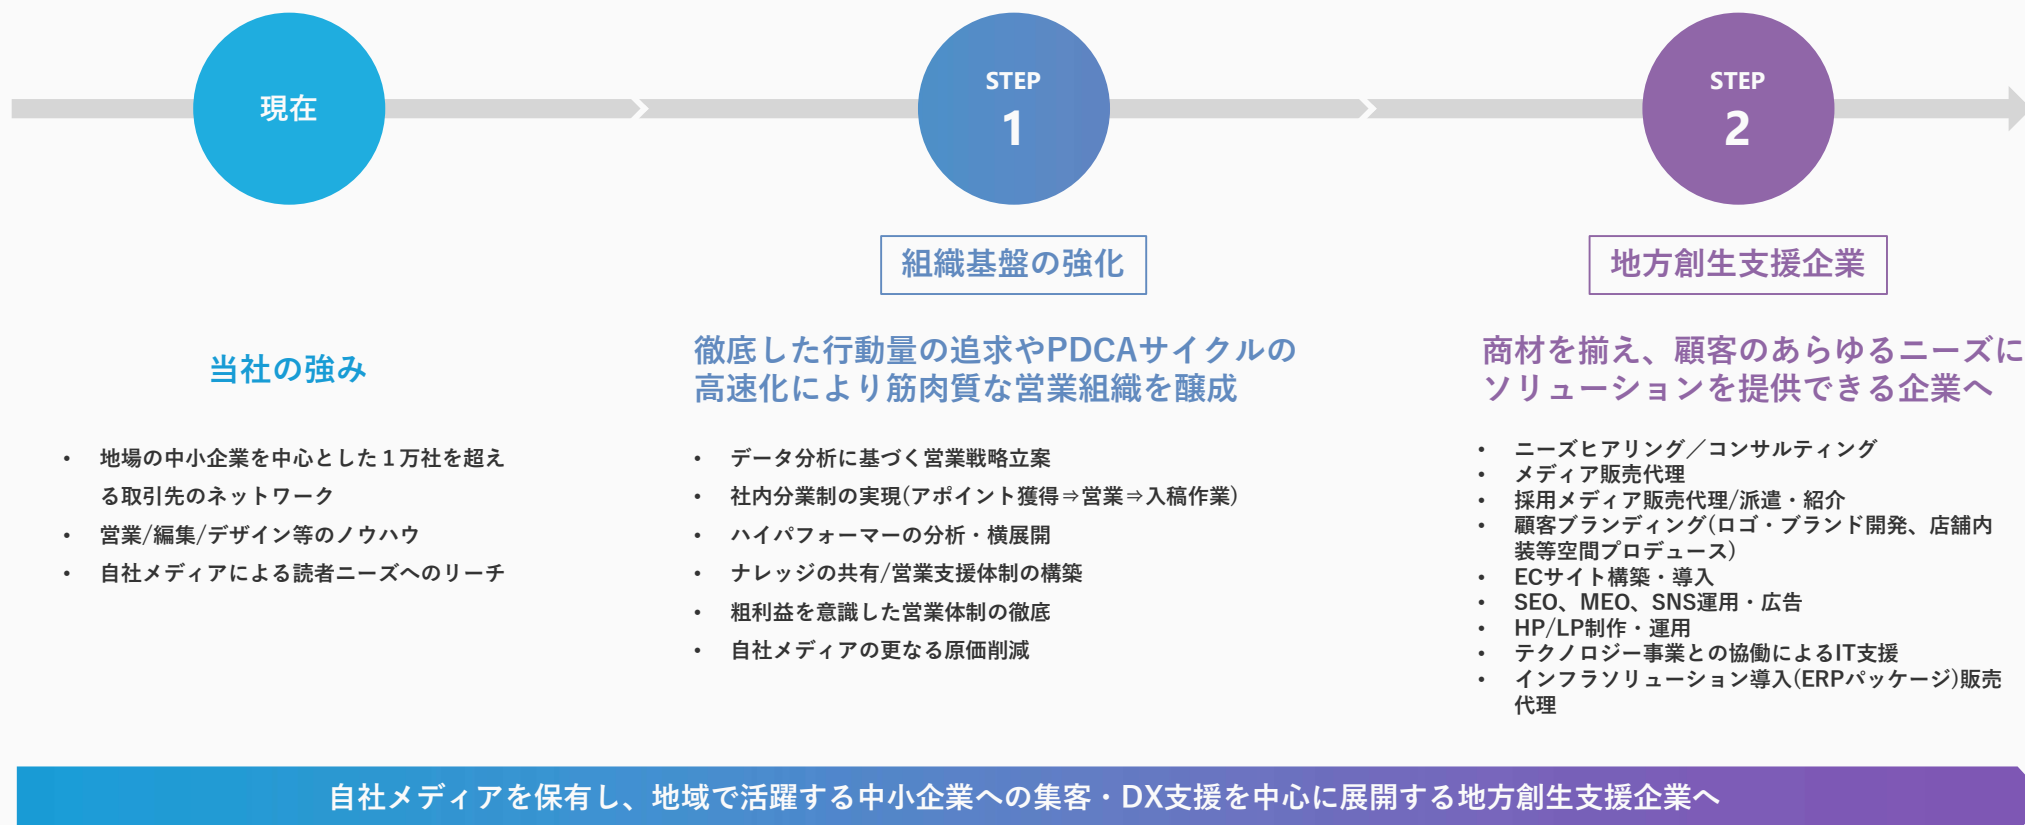 現在
STEP
1
STEP
2
組織基盤の強化
地方創生支援企業
当社の強み
徹底した行動量の追求やPDCAサイクルの
高速化により筋肉質な営業組織を醸成
商材を揃え、顧客のあらゆるニーズに
ソリューションを提供できる企業へ
• 地場の中小企業を中心とした１万社を超え
る取引先のネットワーク
• 営業/編集/デザイン等のノウハウ
• 自社メディアによる読者ニーズへのリーチ
• データ分析に基づく営業戦略立案
• 社内分業制の実現(アポイント獲得⇒営業⇒入稿作業)
• ハイパフォーマーの分析・横展開
• ナレッジの共有/営業支援体制の構築
• 粗利益を意識した営業体制の徹底
• 自社メディアの更なる原価削減
• ニーズヒアリング／コンサルティング
• メディア販売代理
• 採用メディア販売代理/派遣・紹介
• 顧客ブランディング(ロゴ・ブランド開発、店舗内
装等空間プロデュース)
• ECサイト構築・導入
• SEO、MEO、SNS運用・広告
• HP/LP制作・運用
• テクノロジー事業との協働によるIT支援
• インフラソリューション導入(ERPパッケージ)販売
代理
自社メディアを保有し、地域で活躍する中小企業への集客・DX支援を中心に展開する地方創生支援企業へ